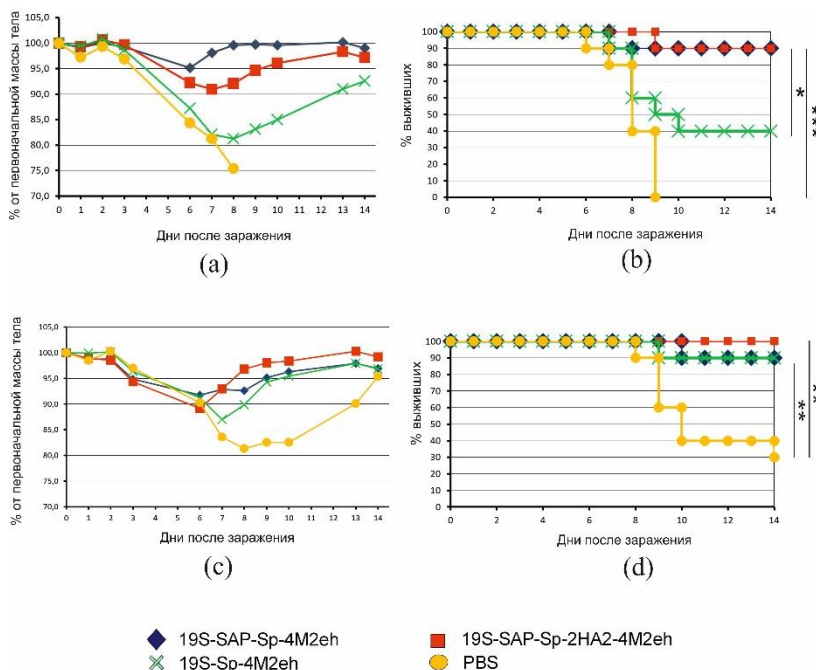 105,0
100,0
95,0
90,0
85,0
80,0
75,0
70,0
% от первоначальной массы тела
0 1 2 3 4 5 6 7 8 9 10 11 12 13 14
Дни после заражения
(a)
100
90
80
70
60
50
40
30
20
10
0
% выживших
0 2 4 6 8 10 12 14
Дни после заражения
*
***
(b)
105,0
100,0
95,0
90,0
85,0
80,0
75,0
70,0
% от первоначальной массы тела
0 1 2 3 4 5 6 7 8 9 10 11 12 13 14
Дни после заражения
(c)
100
90
80
70
60
50
40
30
20
10
0
% выживших
0 2 4 6 8 10 12 14
Дни после заражения
**
(d)
19S-SAP-Sp-4M2eh
19S-SAP-Sp-2HA2-4M2eh
19S-Sp-4M2eh
PBS